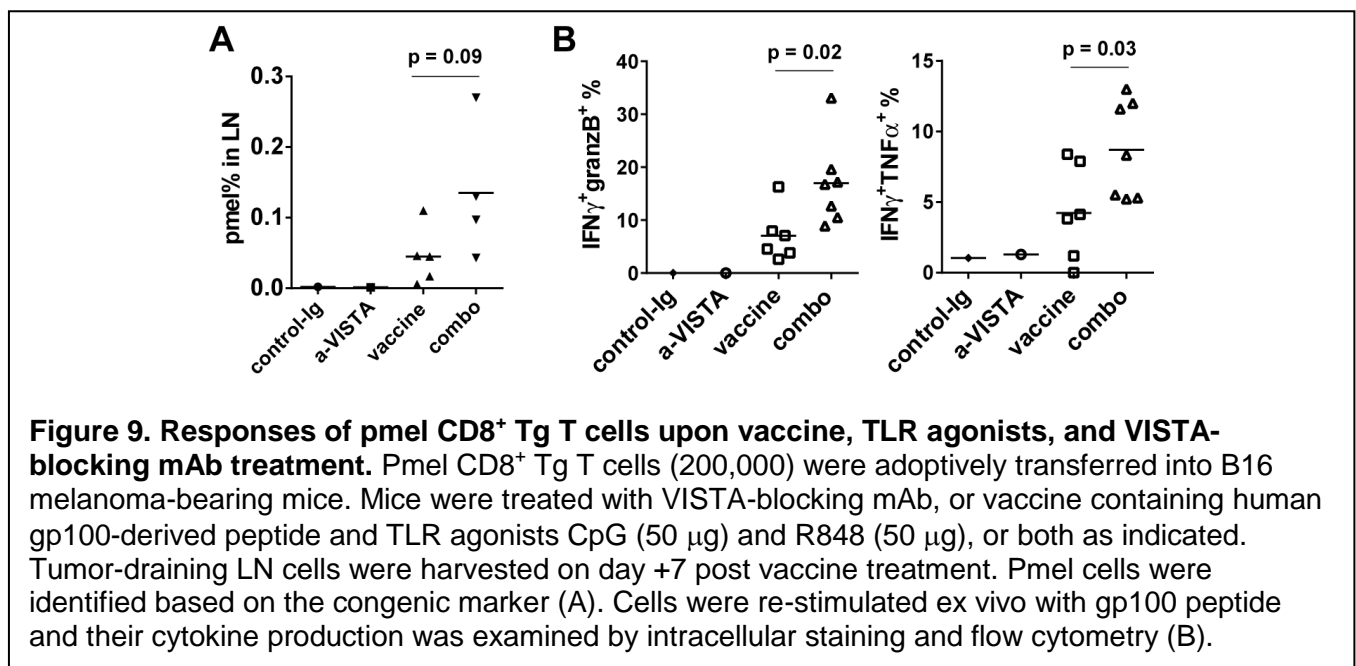 A
p = 0.09
pmel% in LN
0.3
0.2
0.1
0.0
control-Ig
a-VISTA
vaccine
combo
B
p = 0.02
IFNγ⁺granzB⁺ %
40
30
20
10
0
control-Ig
a-VISTA
vaccine
combo
p = 0.03
IFNγ⁺TNFα⁺ %
15
10
5
0
control-Ig
a-VISTA
vaccine
combo
Figure 9. Responses of pmel CD8⁺ Tg T cells upon vaccine, TLR agonists, and VISTA-
blocking mAb treatment. Pmel CD8⁺ Tg T cells (200,000) were adoptively transferred into B16
melanoma-bearing mice. Mice were treated with VISTA-blocking mAb, or vaccine containing human
gp100-derived peptide and TLR agonists CpG (50 μg) and R848 (50 μg), or both as indicated.
Tumor-draining LN cells were harvested on day +7 post vaccine treatment. Pmel cells were
identified based on the congenic marker (A). Cells were re-stimulated ex vivo with gp100 peptide
and their cytokine production was examined by intracellular staining and flow cytometry (B).